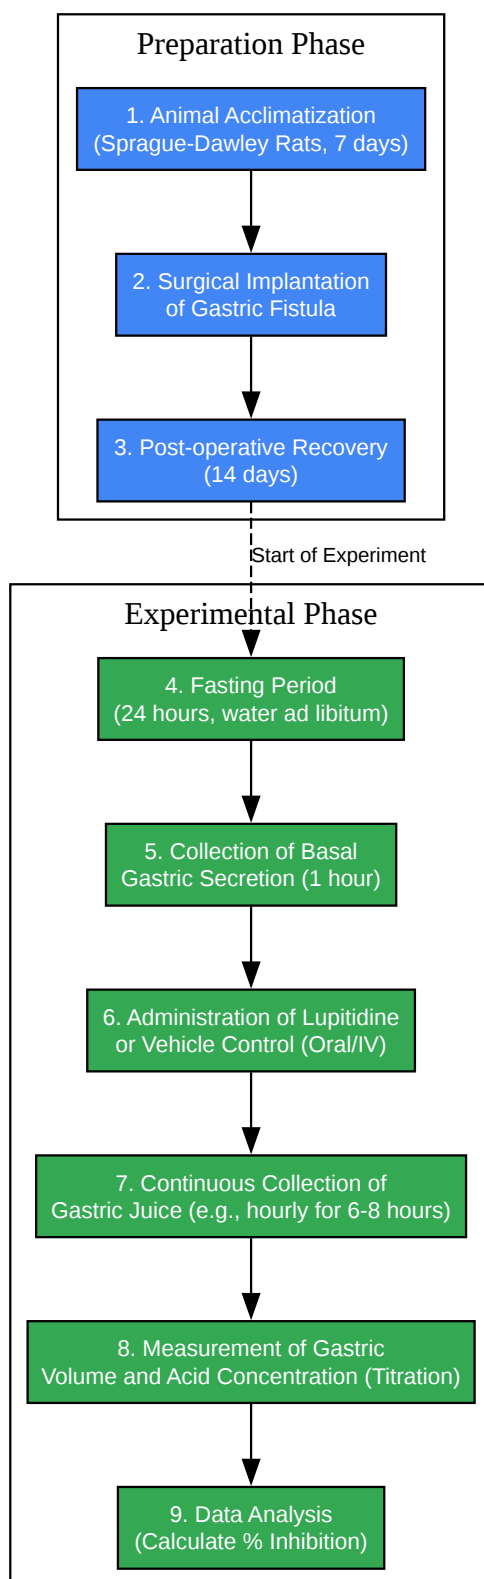 Preparation Phase
1. Animal Acclimatization
(Sprague-Dawley Rats, 7 days)
2. Surgical Implantation
of Gastric Fistula
3. Post-operative Recovery
(14 days)
Start of Experiment
Experimental Phase
4. Fasting Period
(24 hours, water ad libitum)
5. Collection of Basal
Gastric Secretion (1 hour)
6. Administration of Lupitidine
or Vehicle Control (Oral/IV)
7. Continuous Collection of
Gastric Juice (e.g., hourly for 6-8 hours)
8. Measurement of Gastric
Volume and Acid Concentration (Titration)
9. Data Analysis
(Calculate % Inhibition)